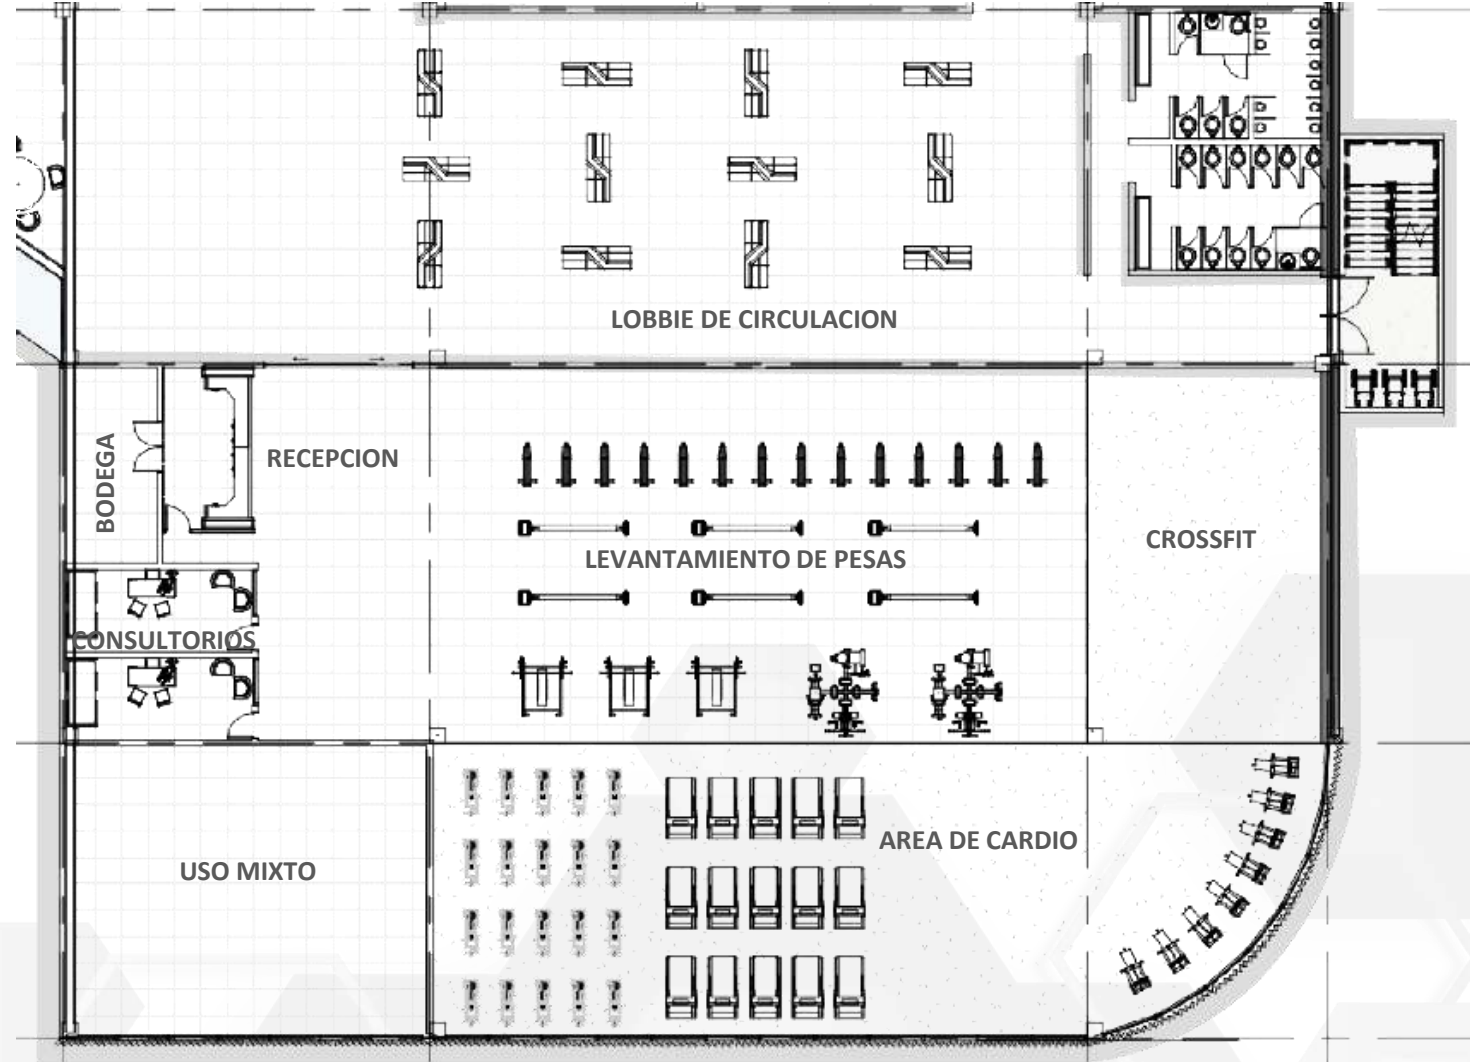 LOBBIE DE CIRCULACION
BODEGA
RECEPCION
LEVANTAMIENTO DE PESAS
CROSSFIT
CONSULTORIOS
AREA DE CARDIO
USO MIXTO